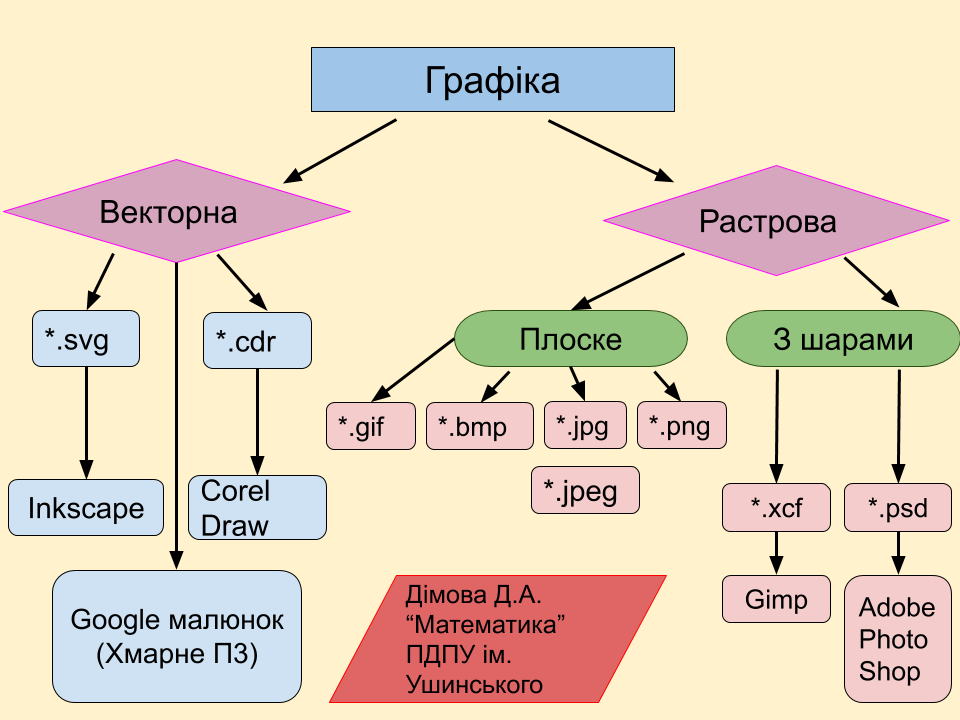 Графіка
Векторна
Растрова
*.svg
*.cdr
Плоске
З шарами
*.gif
*.bmp
*.jpg
*.png
*.jpeg
Inkscape
Corel
Draw
*.xcf
*.psd
Google малюнок
(Хмарне ПЗ)
Дімова Д.А.
“Математика”
ПДПУ ім.
Ушинського
Gimp
Adobe
Photo
Shop